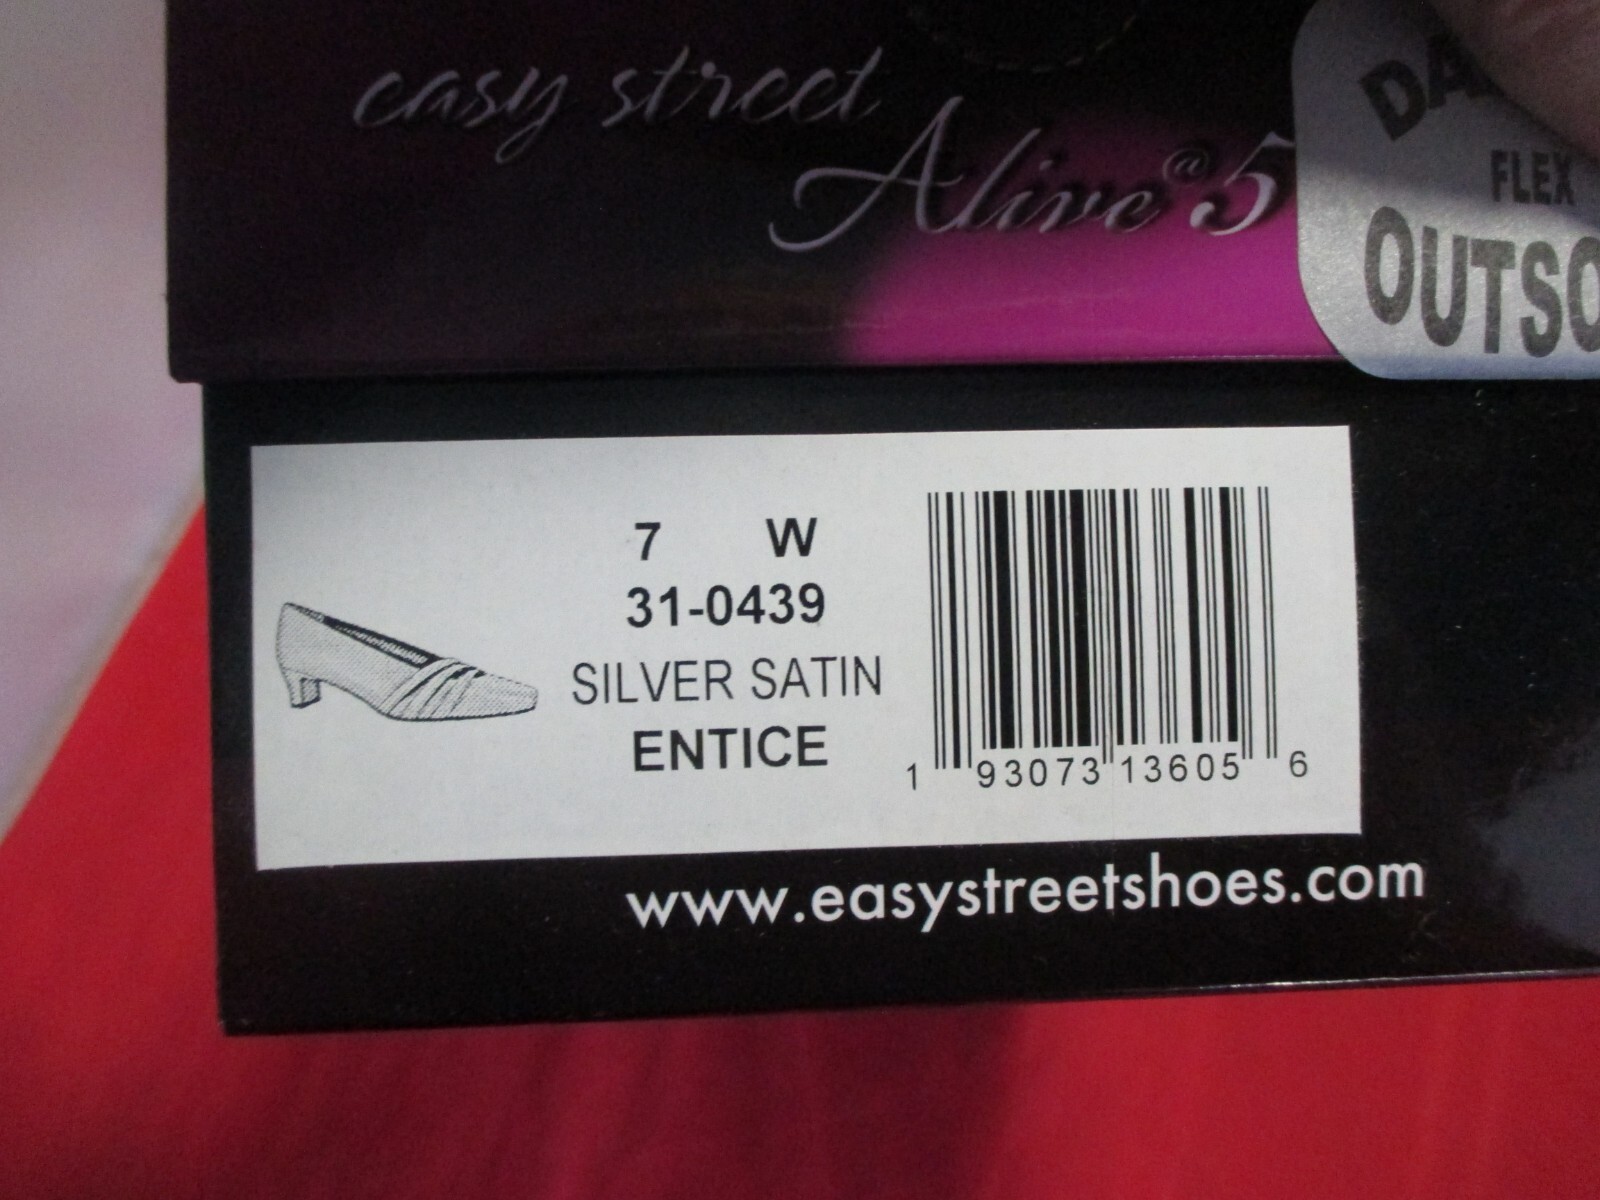 easy street
Alive@5
FLEX
7 W
31-0439
SILVER SATIN
ENTICE
1 93073 13605 6
www.easystreetshoes.com